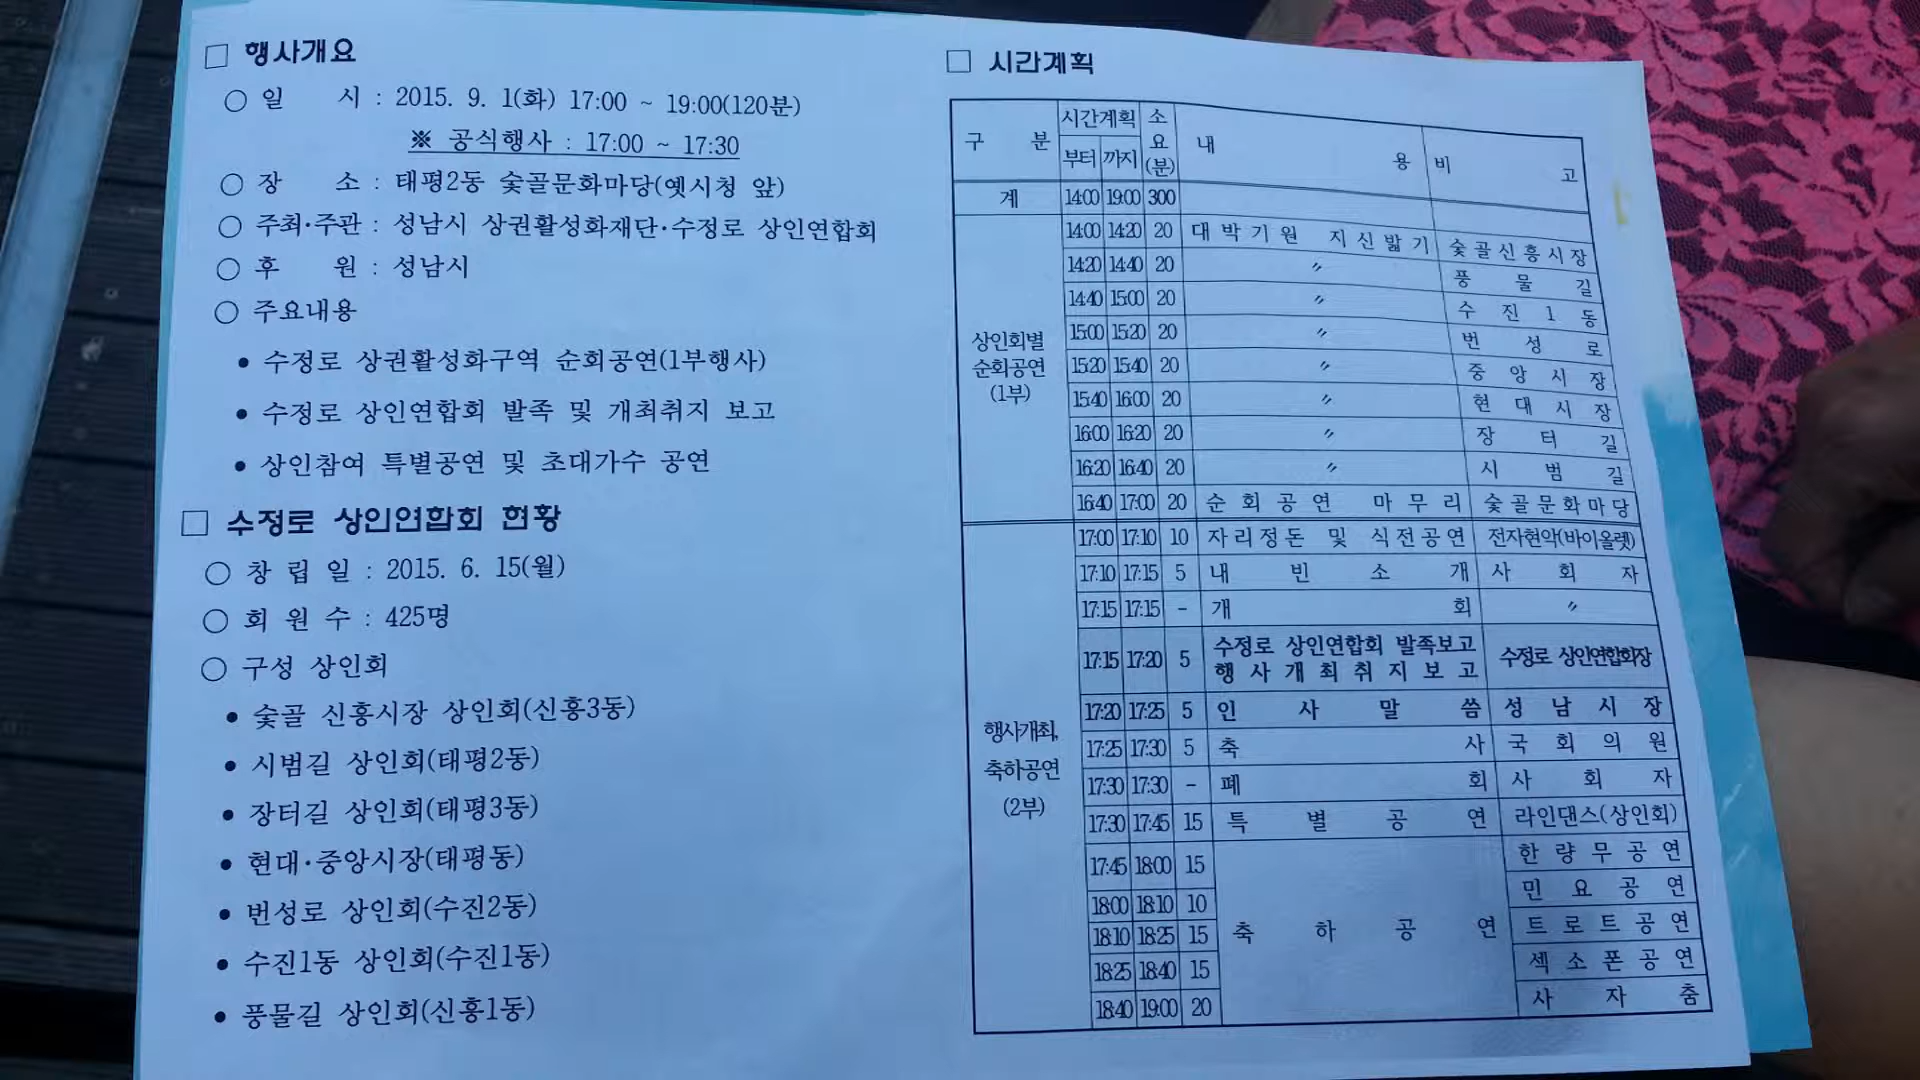 □ 행사개요
○ 일 시 : 2015. 9. 1(화) 17:00 ~ 19:00(120분)
※ 공식행사 : 17:00 ~ 17:30
○ 장 소 : 태평2동 숯골문화마당(옛시청 앞)
○ 주최·주관 : 성남시 상권활성화재단·수정로 상인연합회
○ 후 원 : 성남시
○ 주요내용
• 수정로 상권활성화구역 순회공연(1부행사)
• 수정로 상인연합회 발족 및 개최취지 보고
• 상인참여 특별공연 및 초대가수 공연
□ 수정로 상인연합회 현황
○ 창 립 일 : 2015. 6. 15(월)
○ 회 원 수 : 425명
○ 구성 상인회
• 숯골 신흥시장 상인회(신흥3동)
• 시범길 상인회(태평2동)
• 장터길 상인회(태평3동)
• 현대·중앙시장(태평동)
• 번성로 상인회(수진2동)
• 수진1동 상인회(수진1동)
• 풍물길 상인회(신흥1동)
□ 시간계획
구 분 시간계획 소요(분) 내 용 비 고
부터 까지
계 14:00 19:00 300
상인회별 순회공연 (1부)
14:00 14:20 20 대박기원 지신밟기 숯골신흥시장
14:20 14:40 20 〃 풍물길
14:40 15:00 20 〃 수진1동
15:00 15:20 20 〃 번성로
15:20 15:40 20 〃 중앙시장
15:40 16:00 20 〃 현대시장
16:00 16:20 20 〃 장터길
16:20 16:40 20 〃 시범길
16:40 17:00 20 순회공연 마무리 숯골문화마당
행사개최, 축하공연 (2부)
17:00 17:10 10 자리정돈 및 식전공연 전자현악(바이올렛)
17:10 17:15 5 내빈소개 사회자
17:15 17:15 - 개회 〃
17:15 17:20 5 수정로 상인연합회 발족보고 행사개최취지보고 수정로 상인연합회장
17:20 17:25 5 인사말씀 성남시장
17:25 17:30 5 축사 국회의원
17:30 17:30 - 폐회 사회자
17:30 17:45 15 특별공연 라인댄스(상인회)
17:45 18:00 15 축하공연 한량무공연
18:00 18:10 10 민요공연
18:10 18:25 15 트로트공연
18:25 18:40 15 섹소폰공연
18:40 19:00 20 사자춤